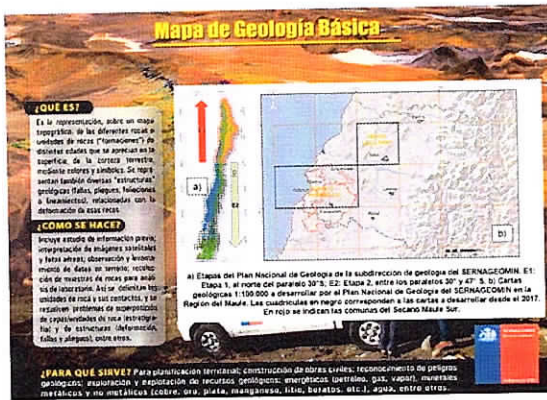 Mapa de Geología Básica
¿QUÉ ES?
Es la representación, sobre un mapa
topográfico, de las diferentes rocas o
unidades de rocas ("formaciones") de
distintas edades que se aprecian en la
superficie de la corteza terrestre,
mediante colores y símbolos. Se repre-
sentan también diversas "estructuras"
geológicas (fallas, pliegues, foliaciones
o lineamientos), relacionadas con la
deformación de esas rocas.
¿CÓMO SE HACE?
Incluye estudio de información previa;
interpretación de imágenes satelitales
y fotos aéreas; observación y levanta-
miento de datos en terreno; recolec-
ción de muestras de rocas para análi-
sis de laboratorio. Así se delimitan las
unidades de roca y sus contactos, y se
resuelven problemas de superposición
de capas/unidades de roca (estratigra-
fía) y de estructuras (deformación,
fallas y pliegues), entre otros.
a)
E2
b)
a) Etapas del Plan Nacional de Geología de la subdirección de geología del SERNAGEOMIN. E1:
Etapa 1, al norte del paralelo 30°S, E2: Etapa 2, entre los paralelos 30° y 47° S. b) Cartas
geológicas 1:100.000 a desarrollar por el Plan Nacional de Geología del SERNAGEOMIN en la
Región del Maule. Las cuadrículas en negro corresponden a las cartas a desarrollar desde el 2017.
En rojo se indican las comunas del Secano Maule Sur.
¿PARA QUÉ SIRVE? Para planificación territorial; construcción de obras civiles; reconocimiento de peligros
geológicos; exploración y explotación de recursos geológicos; energéticos (petróleo, gas, vapor), minerales
metálicos y no metálicos (cobre, oro, plata, manganeso, litio, boratos, etc.), agua, entre otros.